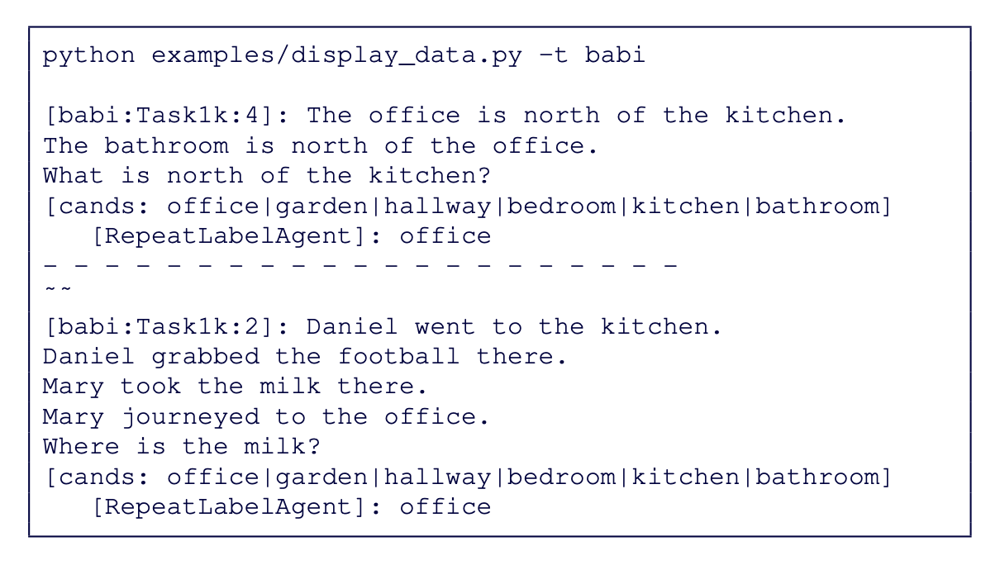 python examples/display_data.py -t babi
[babi:Task1k:4]: The office is north of the kitchen.
The bathroom is north of the office.
What is north of the kitchen?
[cands: office|garden|hallway|bedroom|kitchen|bathroom]
[RepeatLabelAgent]: office
- - - - - - - - - - - - - - - - - - - - -
~~
[babi:Task1k:2]: Daniel went to the kitchen.
Daniel grabbed the football there.
Mary took the milk there.
Mary journeyed to the office.
Where is the milk?
[cands: office|garden|hallway|bedroom|kitchen|bathroom]
[RepeatLabelAgent]: office